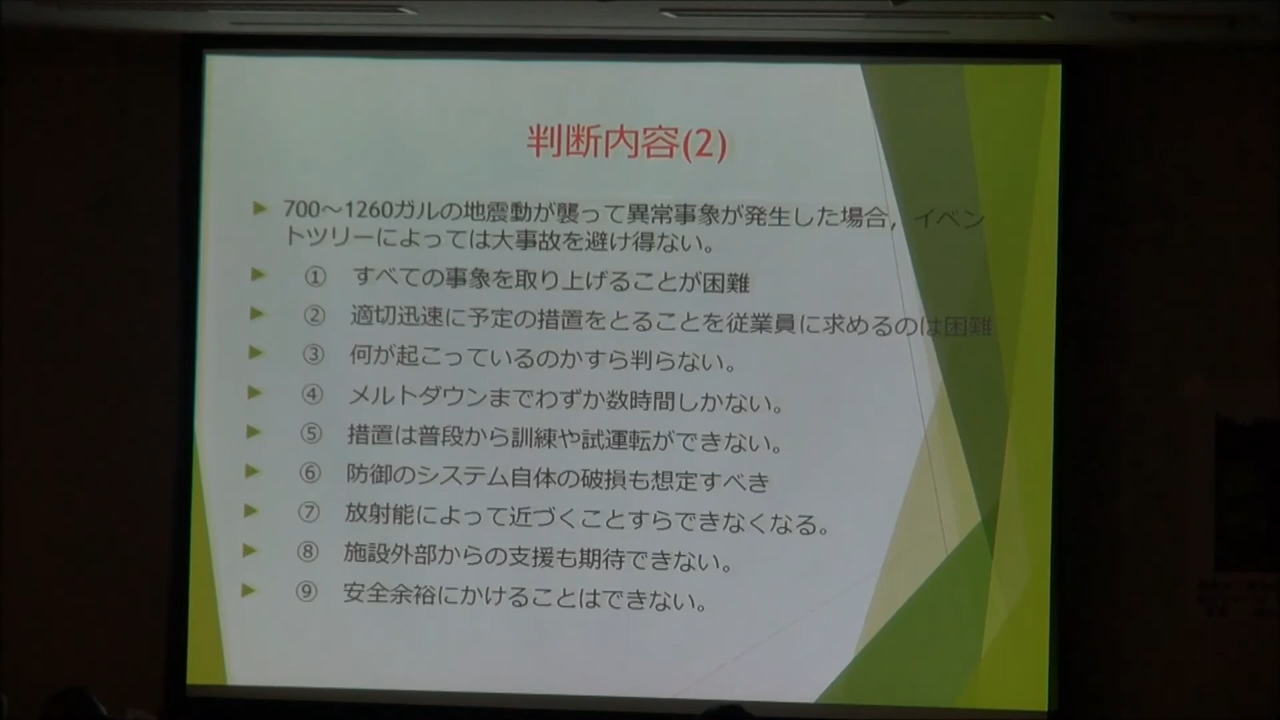 判断内容(2)
700～1260ガルの地震動が襲って異常事象が発生した場合，イベン
トツリーによっては大事故を避け得ない。
① すべての事象を取り上げることが困難
② 適切迅速に予定の措置をとることを従業員に求めるのは困難
③ 何が起こっているのかすら判らない。
④ メルトダウンまでわずか数時間しかない。
⑤ 措置は普段から訓練や試運転ができない。
⑥ 防御のシステム自体の破損も想定すべき
⑦ 放射能によって近づくことすらできなくなる。
⑧ 施設外部からの支援も期待できない。
⑨ 安全余裕にかけることはできない。